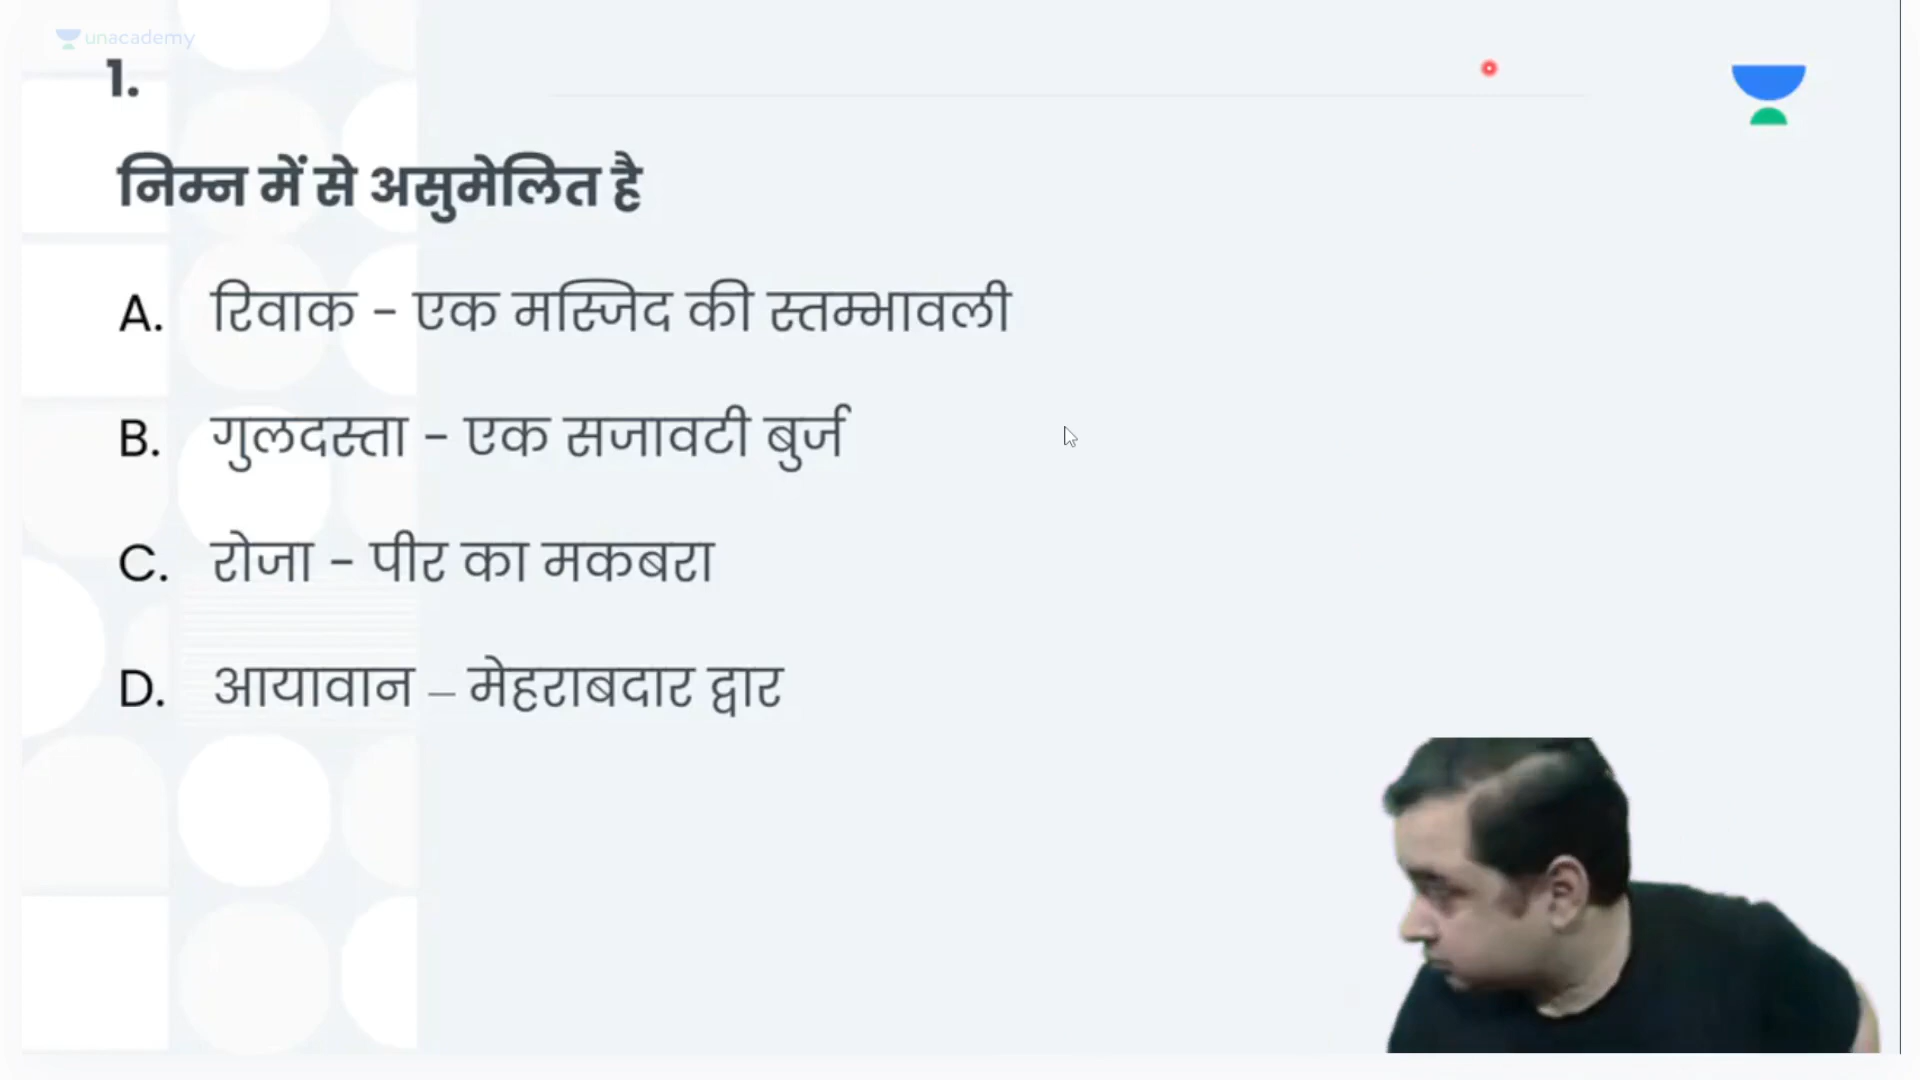 unacademy
1.
निम्न में से असुमेलित है
A. रिवाक - एक मस्जिद की स्तम्भावली
B. गुलदस्ता - एक सजावटी बुर्ज
C. रोजा - पीर का मकबरा
D. आयावान – मेहराबदार द्वार